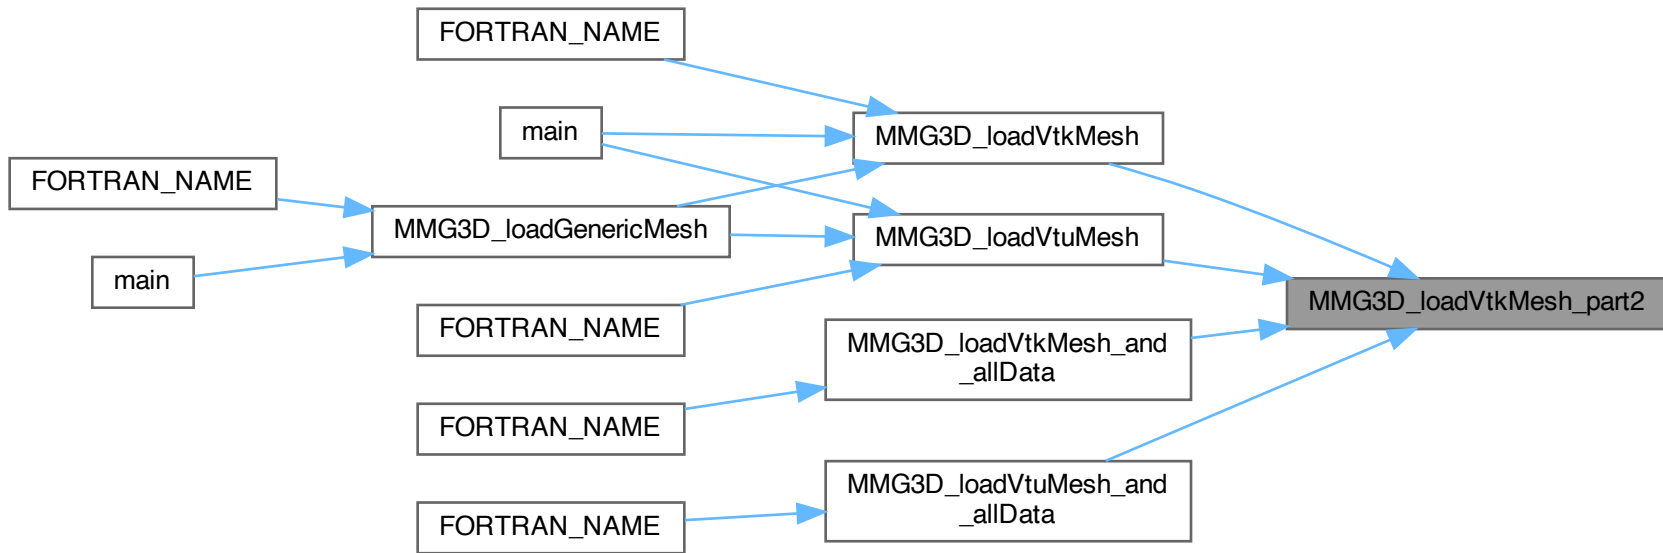 FORTRAN_NAME
main
MMG3D_loadVtkMesh
FORTRAN_NAME
MMG3D_loadGenericMesh
MMG3D_loadVtuMesh
main
MMG3D_loadVtkMesh_part2
FORTRAN_NAME
MMG3D_loadVtkMesh_and
_allData
FORTRAN_NAME
MMG3D_loadVtuMesh_and
_allData
FORTRAN_NAME